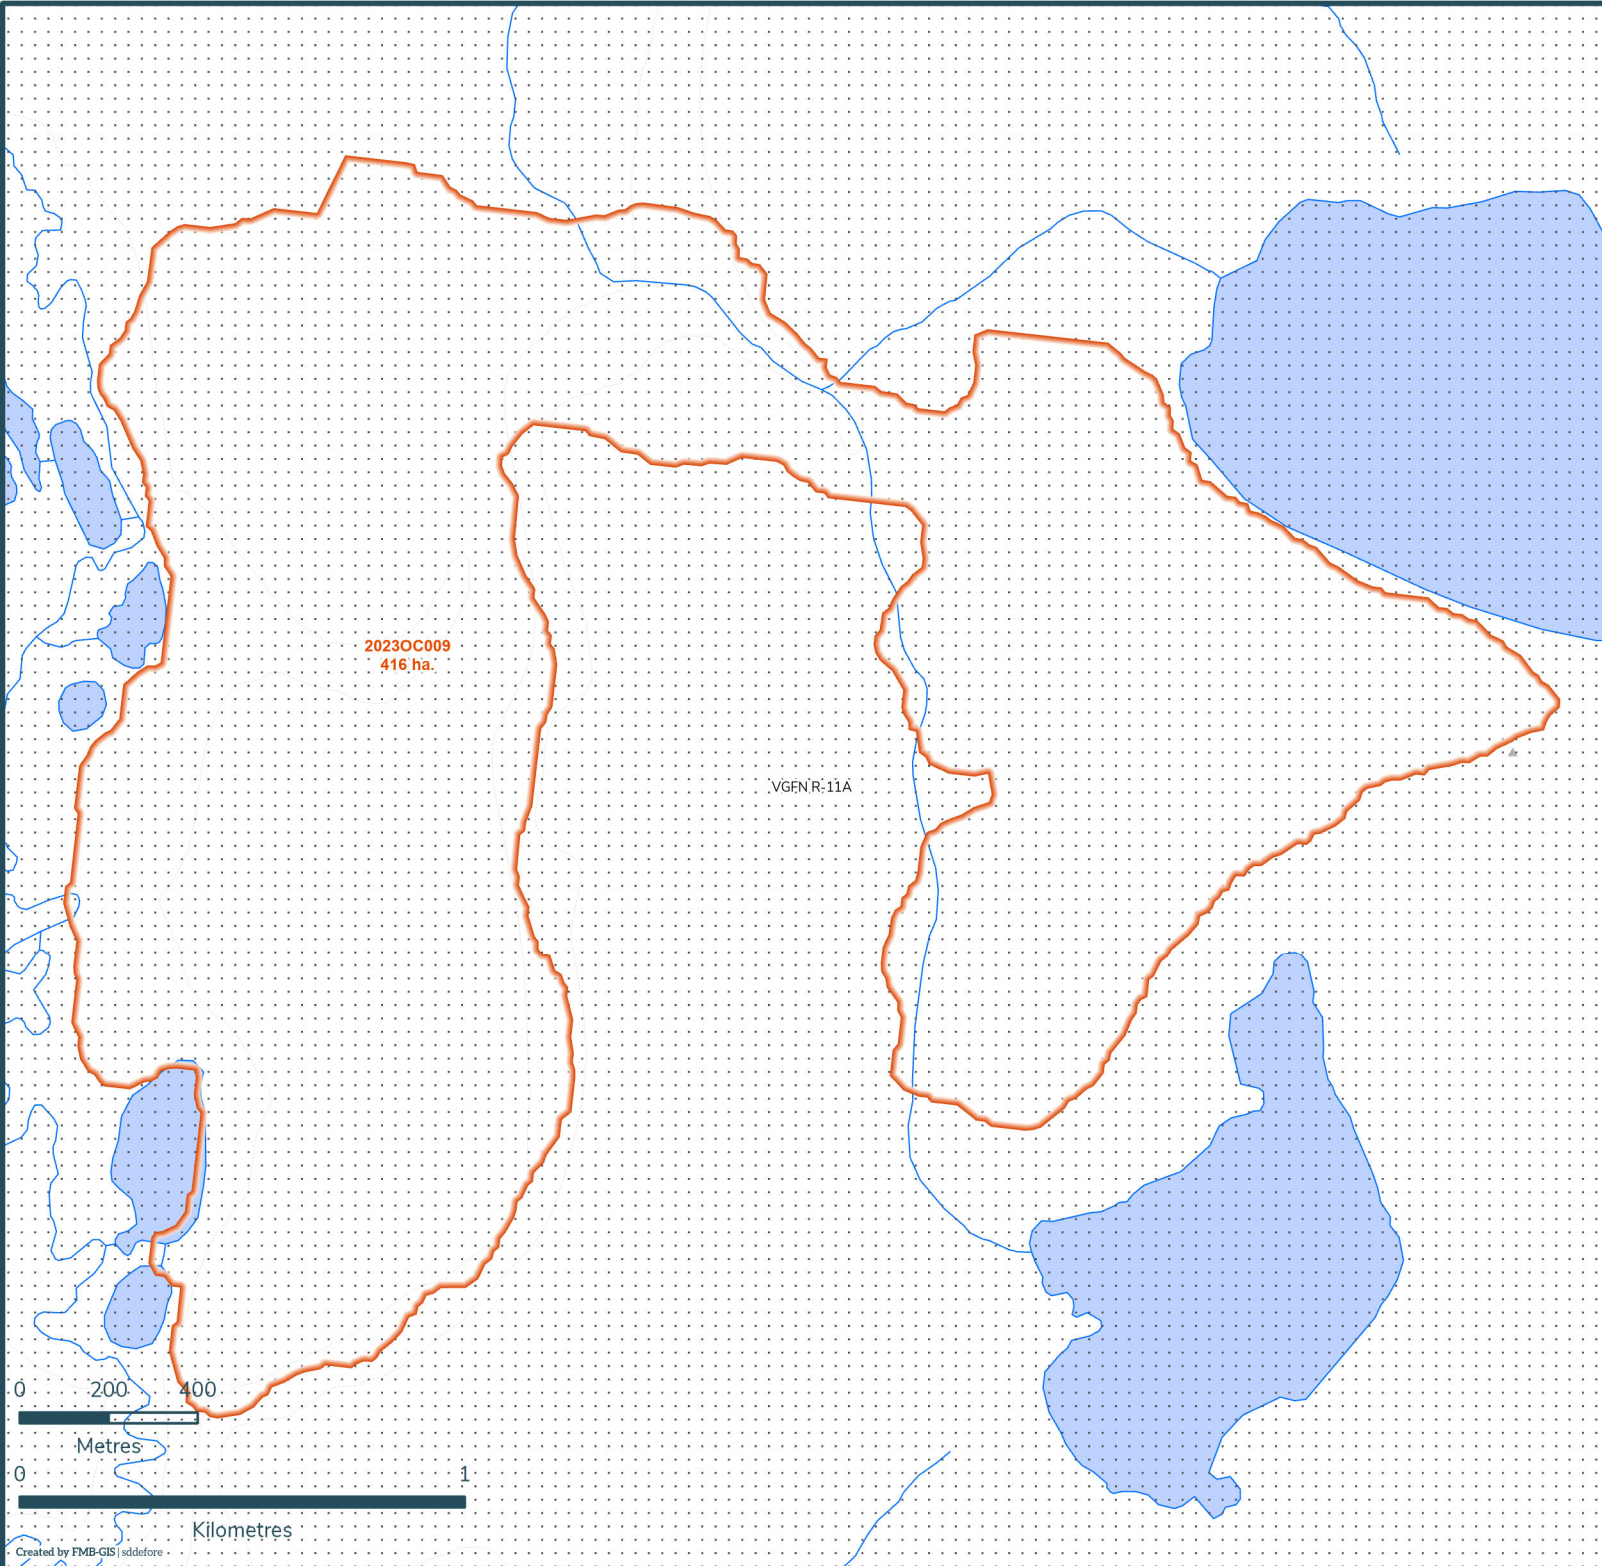 2023OC009
416 ha.
VGFN R-11A
0 200 400
Metres
0 1
Kilometres
Created by FMB-GIS | sddefore